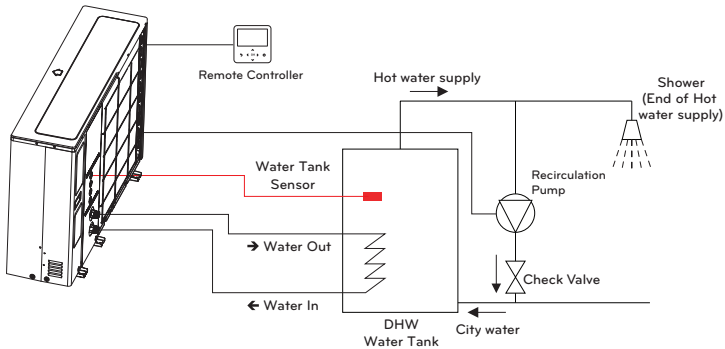 Remote Controller
Hot water supply
Shower
(End of Hot
water supply)
Water Tank
Sensor
Recirculation
Pump
→ Water Out
Check Valve
← Water In
DHW
Water Tank
City water